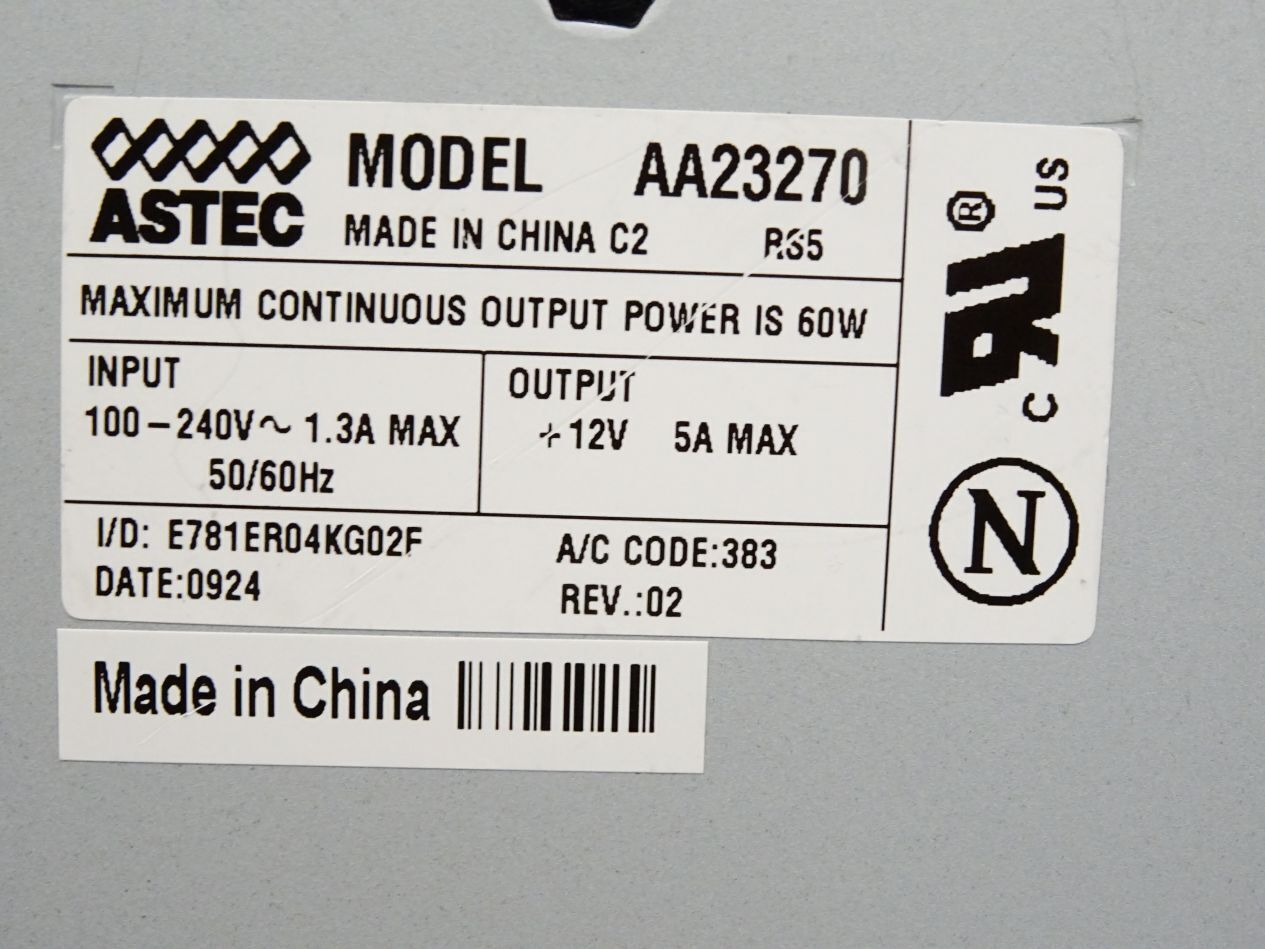 ASTEC
MODEL AA23270
MADE IN CHINA C2 RS5
MAXIMUM CONTINUOUS OUTPUT POWER IS 60W
INPUT
100-240V~ 1.3A MAX
50/60Hz
OUTPUT
+12V 5A MAX
I/D: E781ER04KG02F
DATE:0924
A/C CODE:383
REV.:02
C RU US ®
N
Made in China